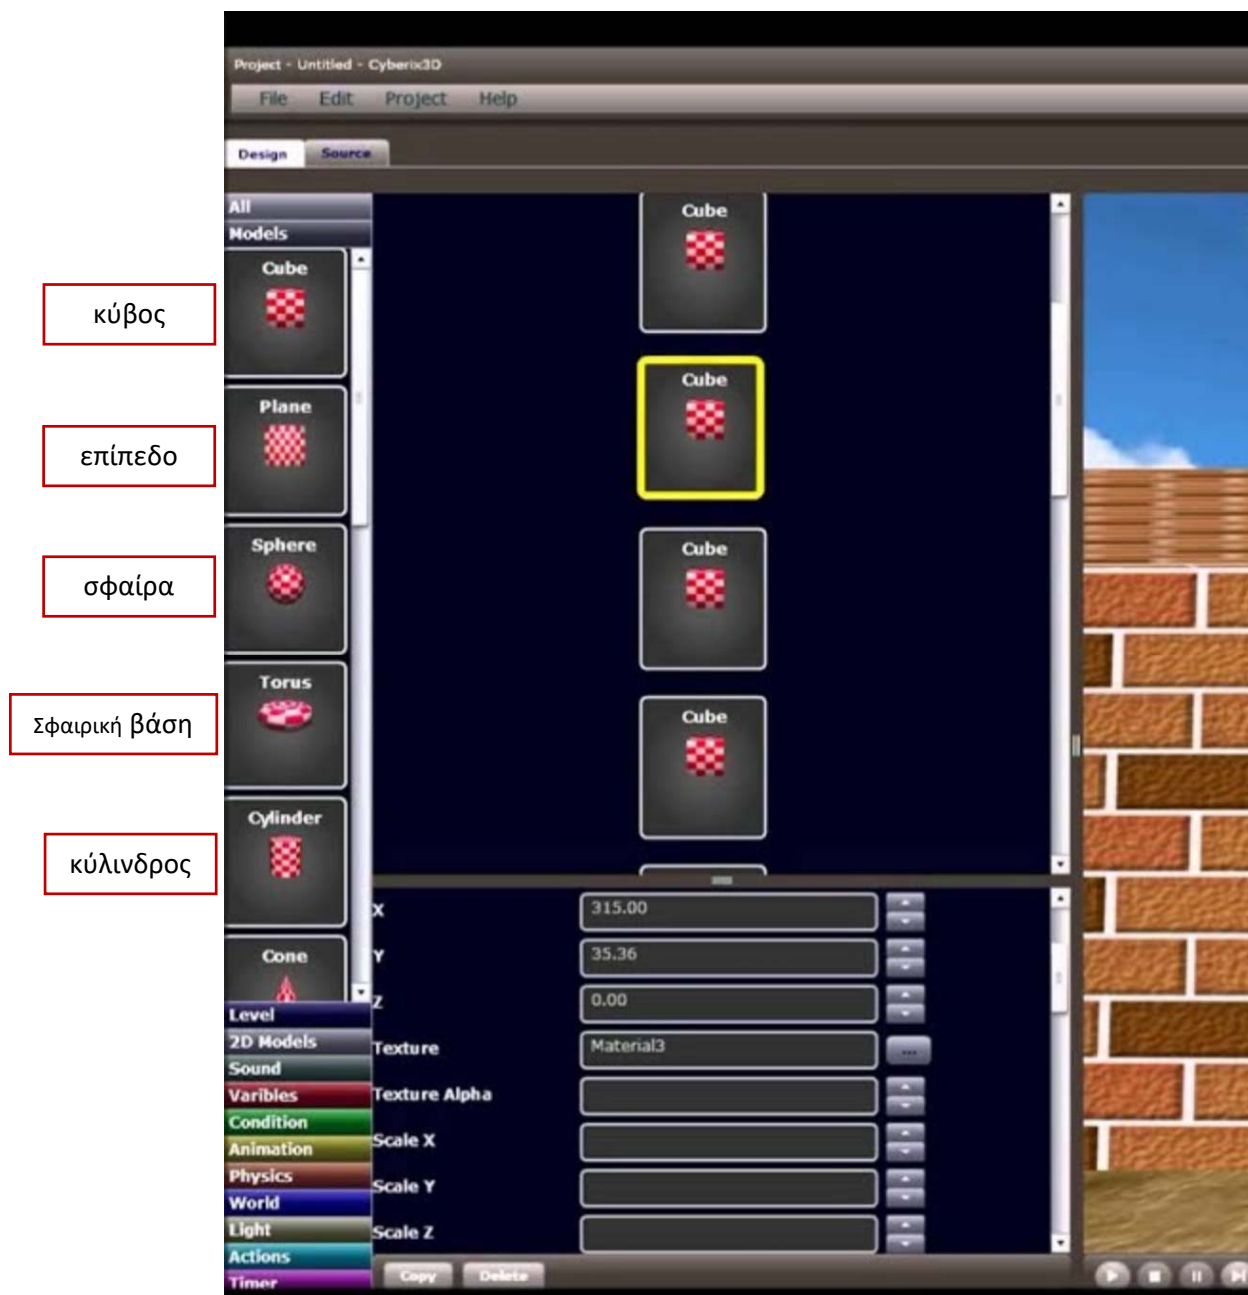 Project - Untitled - Cyberix3D
File Edit Project Help
Design Source
All
Models
Cube
Plane
Sphere
Torus
Cylinder
Cone
κύβος
επίπεδο
σφαίρα
Σφαιρική βάση
κύλινδρος
Level
2D Models
Sound
Varibles
Condition
Animation
Physics
World
Light
Actions
Timer
Cube
Cube
Cube
Cube
X 315.00
Y 35.36
Z 0.00
Texture Material3 ...
Texture Alpha
Scale X
Scale Y
Scale Z
Copy Delete